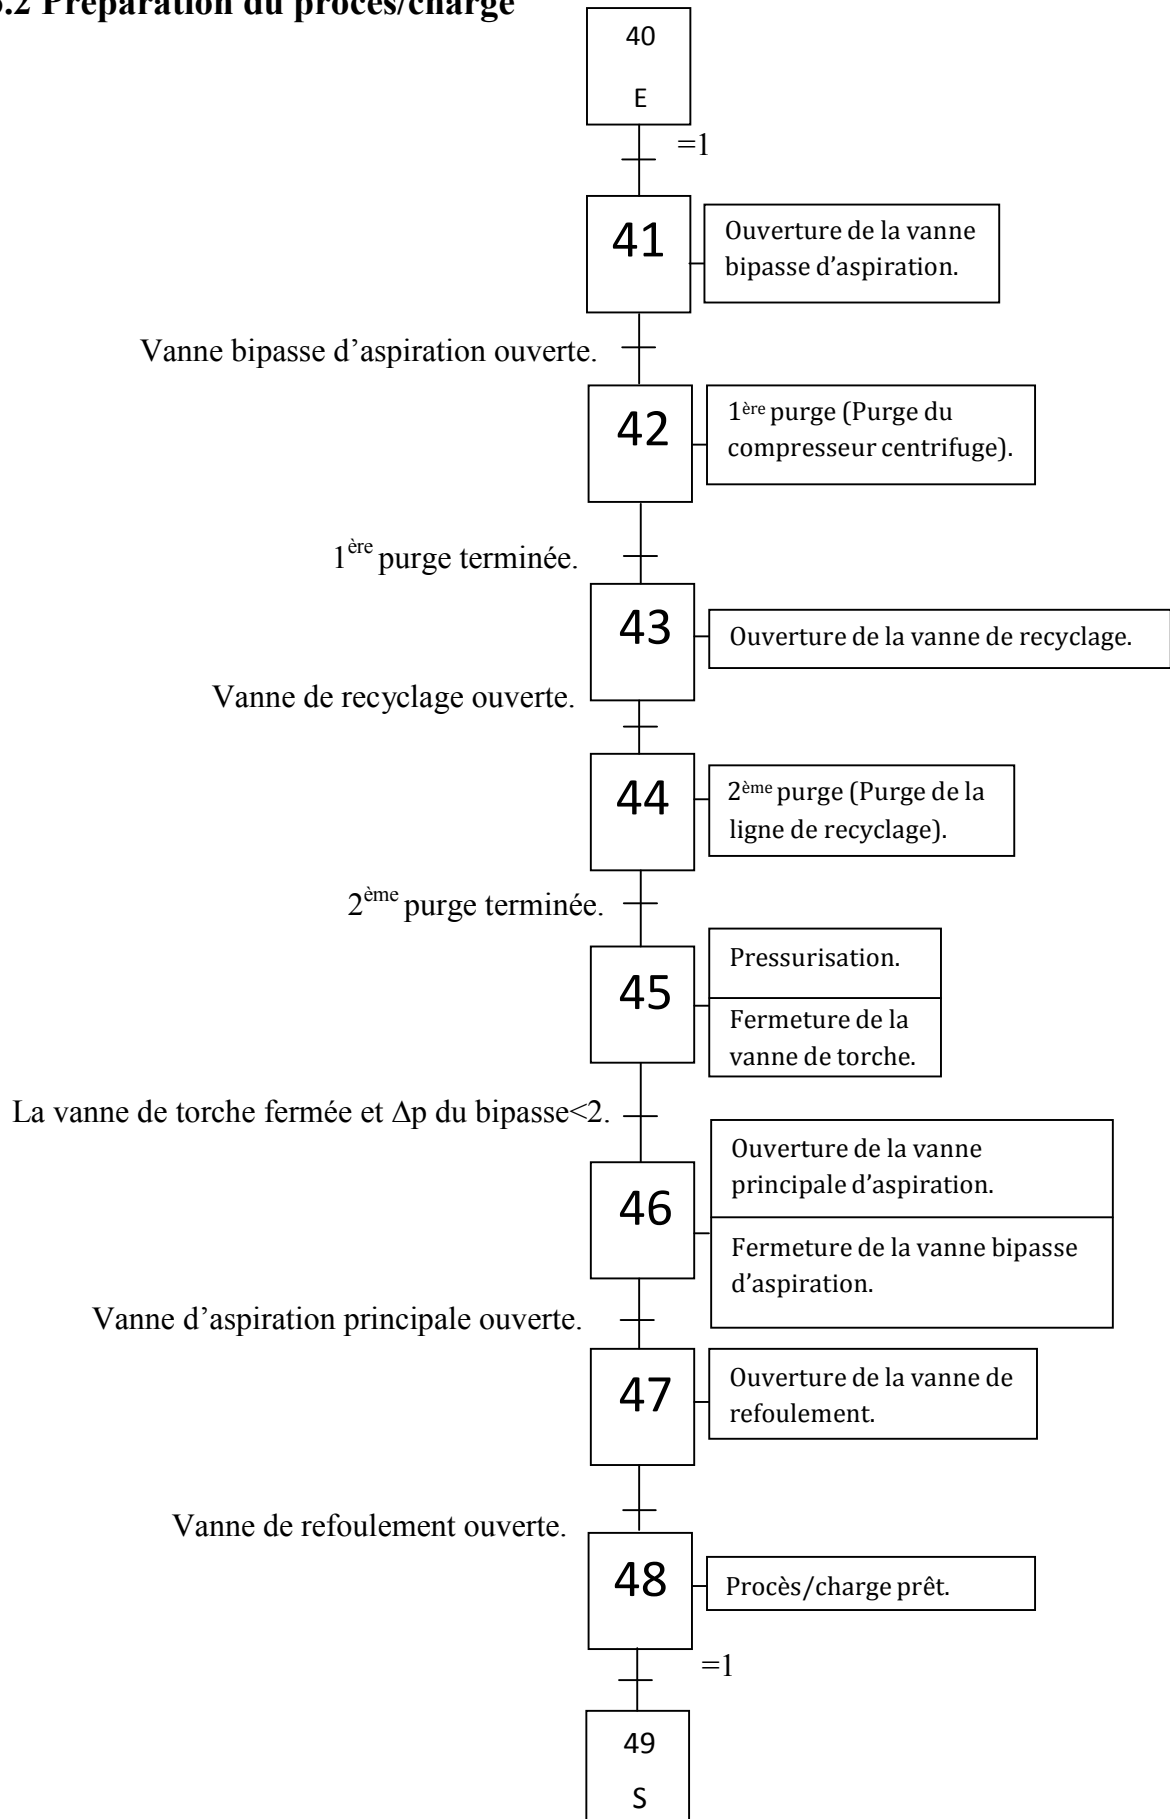 .2 Préparation du procès/charge
40
E
=1
41
Ouverture de la vanne
bipasse d’aspiration.
Vanne bipasse d’aspiration ouverte.
42
1ère purge (Purge du
compresseur centrifuge).
1ère purge terminée.
43
Ouverture de la vanne de recyclage.
Vanne de recyclage ouverte.
44
2ème purge (Purge de la
ligne de recyclage).
2ème purge terminée.
45
Pressurisation.
Fermeture de la
vanne de torche.
La vanne de torche fermée et Δp du bipasse<2.
46
Ouverture de la vanne
principale d’aspiration.
Fermeture de la vanne bipasse
d’aspiration.
Vanne d’aspiration principale ouverte.
47
Ouverture de la vanne de
refoulement.
Vanne de refoulement ouverte.
48
Procès/charge prêt.
=1
49
S